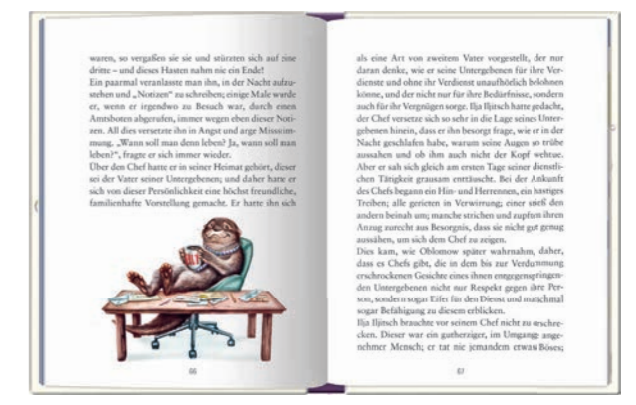 waren, so vergaßen sie sie und stürzten sich auf eine
dritte – und dieses Hasten nahm nie ein Ende!
Ein paarmal veranlasste man ihn, in der Nacht aufzu-
stehen und „Notizen“ zu schreiben; einige Male wurde
er, wenn er irgendwo zu Besuch war, durch einen
Amtsboten abgerufen, immer wegen eben dieser Noti-
zen. All dies versetzte ihn in Angst und arge Missstim-
mung. „Wann soll man denn leben? Ja, wann soll man
leben?“, fragte er sich immer wieder.
Über den Chef hatte er in seiner Heimat gehört, dieser
sei der Vater seiner Untergebenen; und daher hatte er
sich von dieser Persönlichkeit eine höchst freundliche,
familienhafte Vorstellung gemacht. Er hatte ihn sich
66
als eine Art von zweitem Vater vorgestellt, der nur
daran denke, wie er seine Untergebenen für ihre Ver-
dienste und ohne ihr Verdienst unaufhörlich belohnen
könne, und der nicht nur für ihre Bedürfnisse, sondern
auch für ihr Vergnügen sorge. Ilja Iljitsch hatte gedacht,
der Chef versetze sich so sehr in die Lage seines Unter-
gebenen hinein, dass er ihn besorgt frage, wie er in der
Nacht geschlafen habe, warum seine Augen so trübe
aussähen und ob ihm auch nicht der Kopf wehtue.
Aber er sah sich gleich am ersten Tage seiner dienstli-
chen Tätigkeit grausam enttäuscht. Bei der Ankunft
des Chefs begann ein Hin- und Herrennen, ein hastiges
Treiben; alle gerieten in Verwirrung; einer stieß den
andern beinah um; manche strichen und zupften ihren
Anzug zurecht aus Besorgnis, dass sie nicht gut genug
aussähen, um sich dem Chef zu zeigen.
Dies kam, wie Oblomow später wahrnahm, daher,
dass es Chefs gibt, die in dem bis zur Verdummung
erschrockenen Gesichte eines ihnen entgegenspringen-
den Untergebenen nicht nur Respekt gegen ihre Per-
son, sondern sogar Eifer für den Dienst und manchmal
sogar Befähigung zu diesem erblicken.
Ilja Iljitsch brauchte vor seinem Chef nicht zu erschre-
cken. Dieser war ein gutherziger, im Umgange ange-
nehmer Mensch; er tat nie jemandem etwas Böses;
67